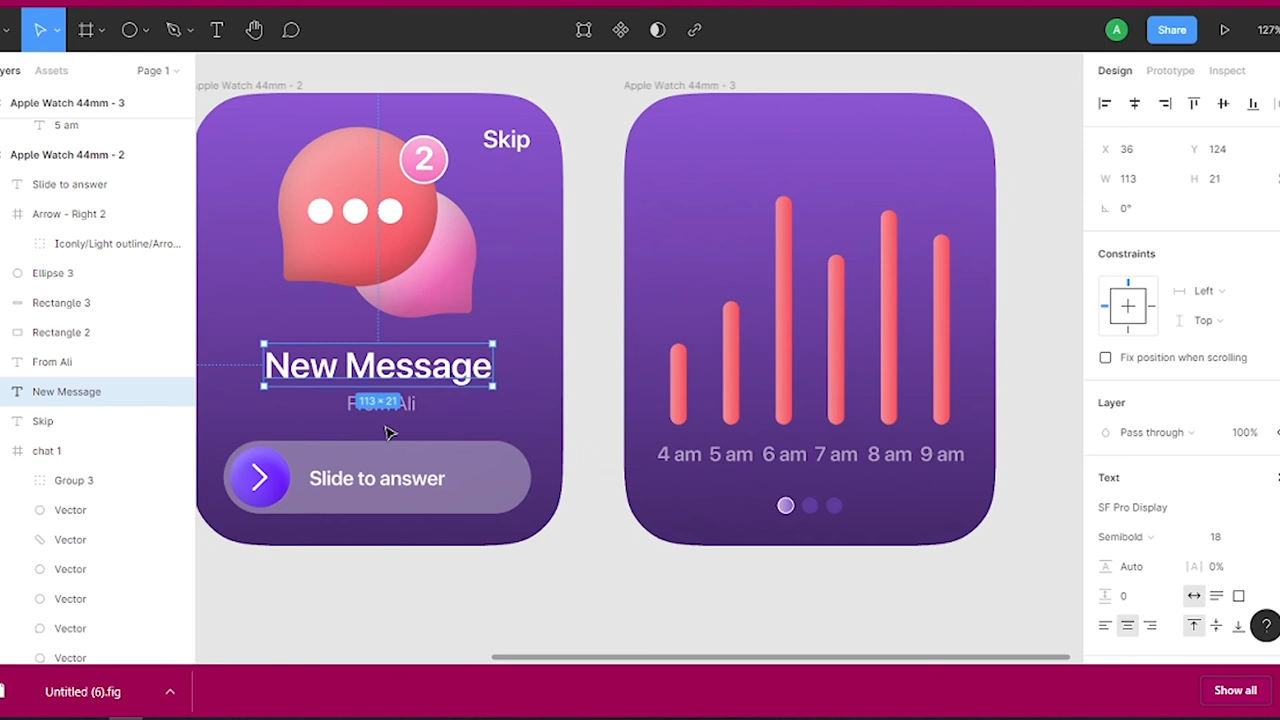 A
Share
127%
yers
Assets
Page 1
Apple Watch 44mm - 3
5 am
Apple Watch 44mm - 2
Slide to answer
Arrow - Right 2
Iconly/Light outline/Arro...
Ellipse 3
Rectangle 3
Rectangle 2
From Ali
New Message
Skip
chat 1
Group 3
Vector
Vector
Vector
Vector
Vector
Vector
pple Watch 44mm - 2
Skip
2
New Message
113 × 21
Slide to answer
Apple Watch 44mm - 3
4 am 5 am 6 am 7 am 8 am 9 am
Design
Prototype
Inspect
X 36
Y 124
W 113
H 21
0°
Constraints
Left
Top
Fix position when scrolling
Layer
Pass through
100%
Text
SF Pro Display
Semibold
18
A Auto
|A| 0%
0
?
Untitled (6).fig
Show all